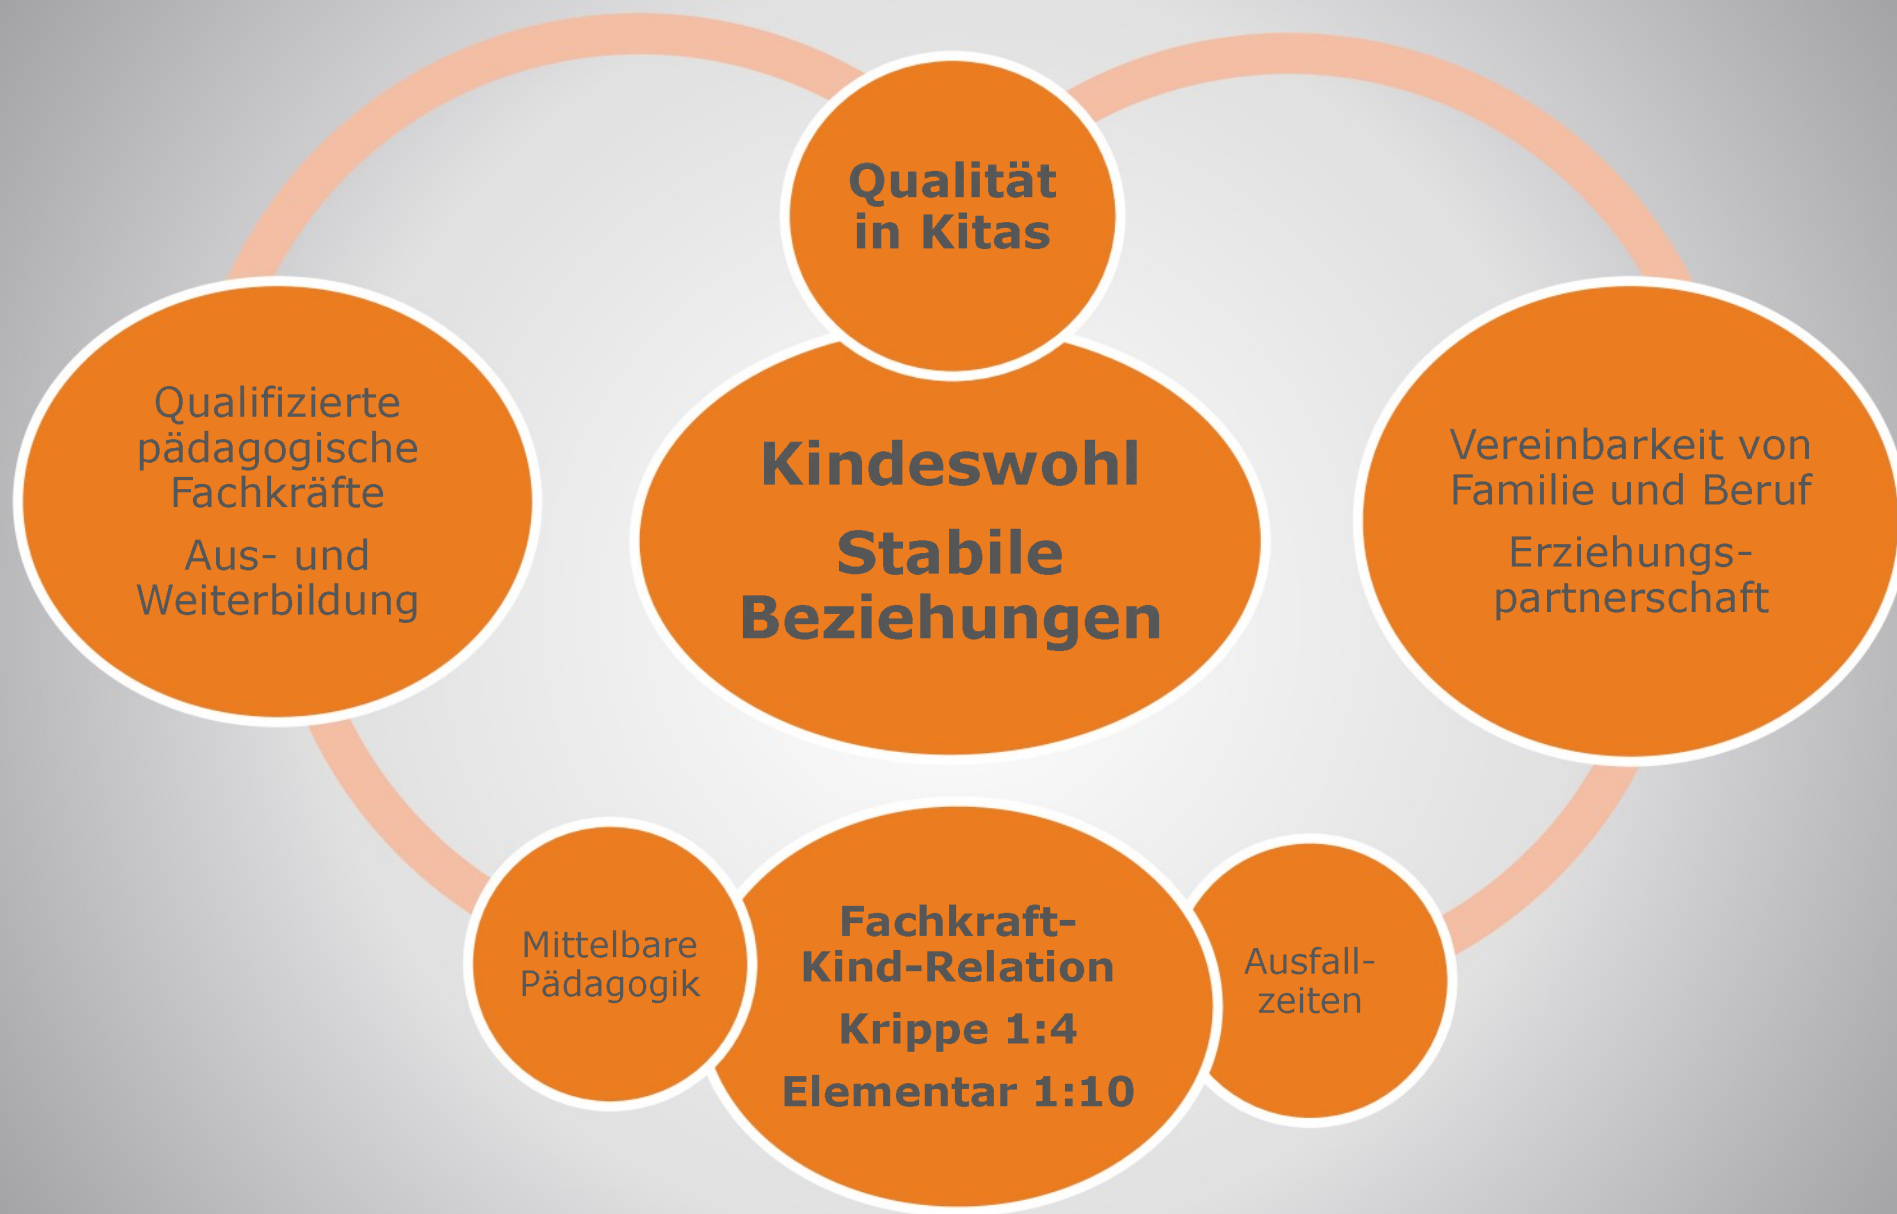 Qualität
in Kitas
Qualifizierte
pädagogische
Fachkräfte
Aus- und
Weiterbildung
Kindeswohl
Stabile
Beziehungen
Vereinbarkeit von
Familie und Beruf
Erziehungs-
partnerschaft
Mittelbare
Pädagogik
Fachkraft-
Kind-Relation
Krippe 1:4
Elementar 1:10
Ausfall-
zeiten